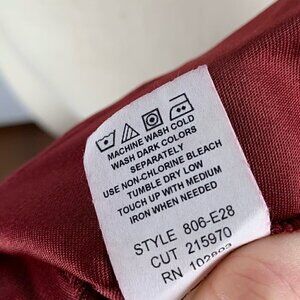 MACHINE WASH COLD
WASH DARK COLORS
SEPARATELY
USE NON-CHLORINE BLEACH
TUMBLE DRY LOW
TOUCH UP WITH MEDIUM
IRON WHEN NEEDED
STYLE 806-E28
CUT 215970
RN